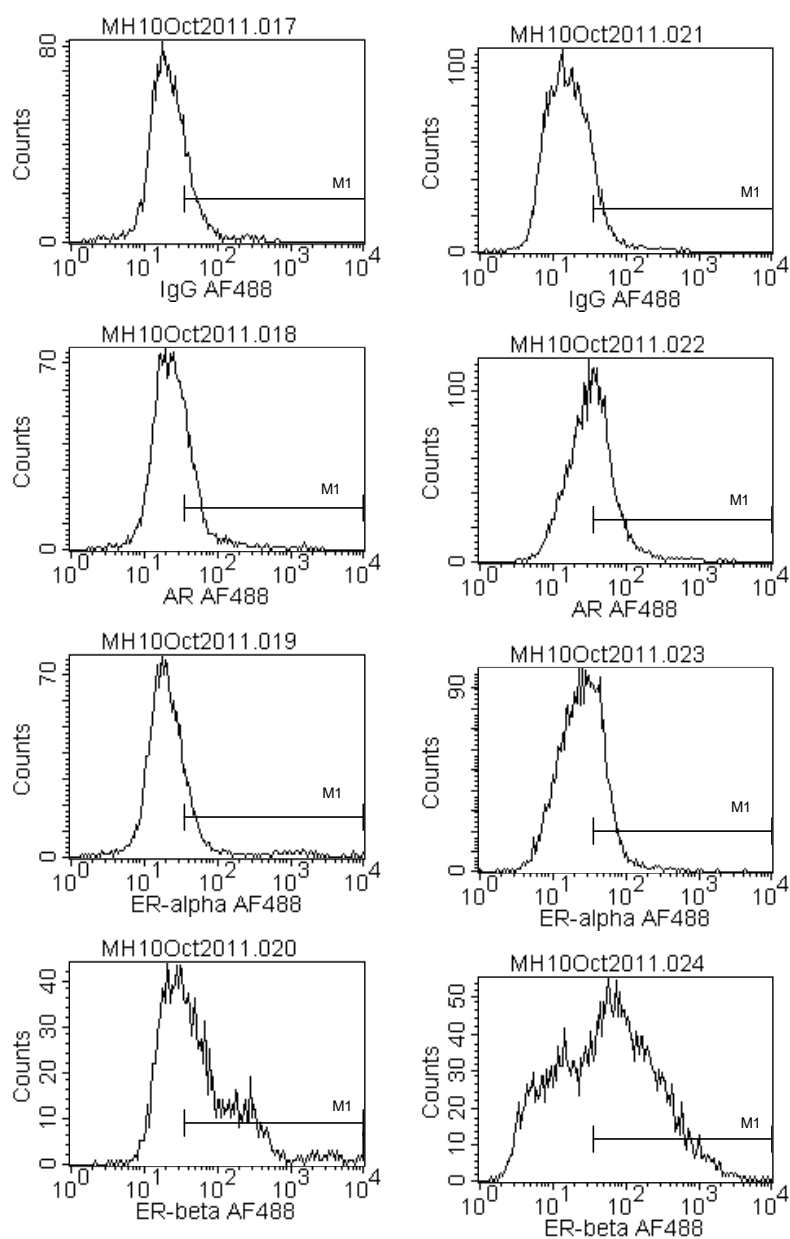 MH10Oct2011.017
80
Counts
M1
0
10^0 10^1 10^2 10^3 10^4
IgG AF488
MH10Oct2011.021
100
Counts
M1
0
10^0 10^1 10^2 10^3 10^4
IgG AF488
MH10Oct2011.018
70
Counts
M1
0
10^0 10^1 10^2 10^3 10^4
AR AF488
MH10Oct2011.022
100
Counts
M1
0
10^0 10^1 10^2 10^3 10^4
AR AF488
MH10Oct2011.019
70
Counts
M1
0
10^0 10^1 10^2 10^3 10^4
ER-alpha AF488
MH10Oct2011.023
90
Counts
M1
0
10^0 10^1 10^2 10^3 10^4
ER-alpha AF488
MH10Oct2011.020
40
30
20
10
0
Counts
M1
10^0 10^1 10^2 10^3 10^4
ER-beta AF488
MH10Oct2011.024
50
40
30
20
10
0
Counts
M1
10^0 10^1 10^2 10^3 10^4
ER-beta AF488